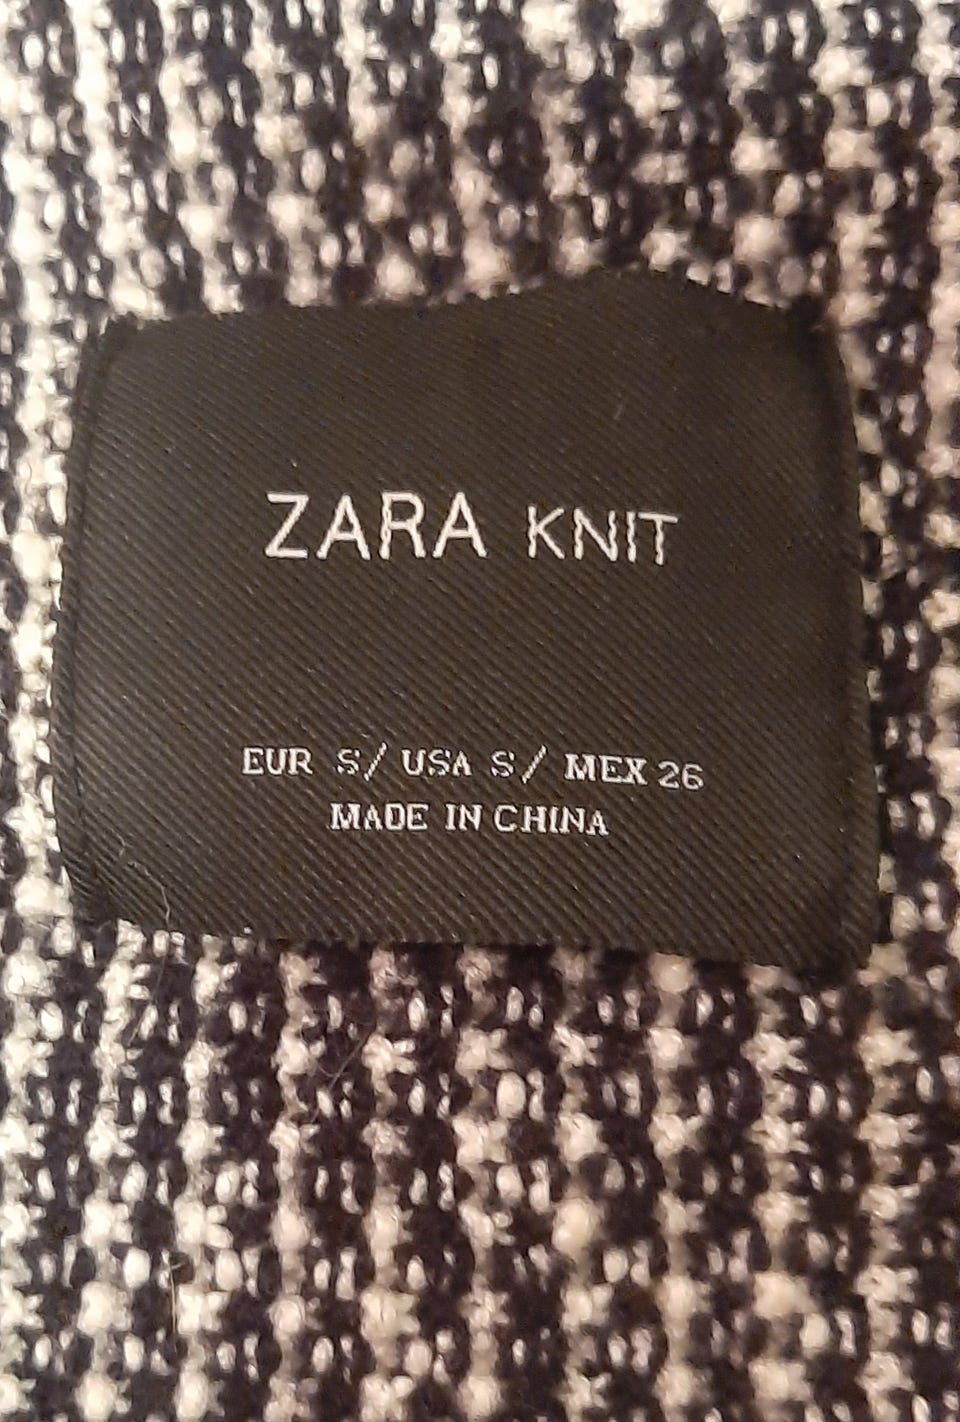 ZARA KNIT
EUR S/ USA S/ MEX 26
MADE IN CHINA